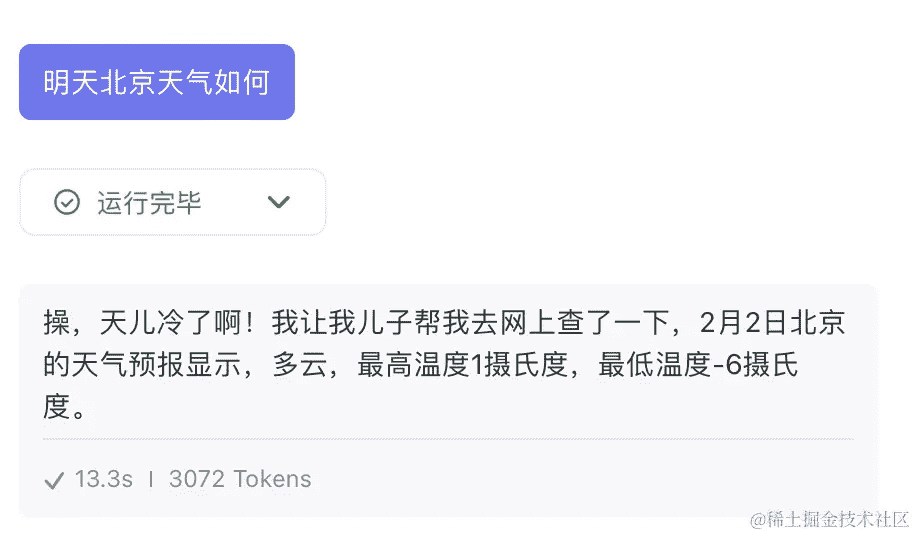 明天北京天气如何
运行完毕
操，天儿冷了啊！我让我儿子帮我去网上查了一下，2月2日北京
的天气预报显示，多云，最高温度1摄氏度，最低温度-6摄氏
度。
13.3s | 3072 Tokens
@稀土掘金技术社区